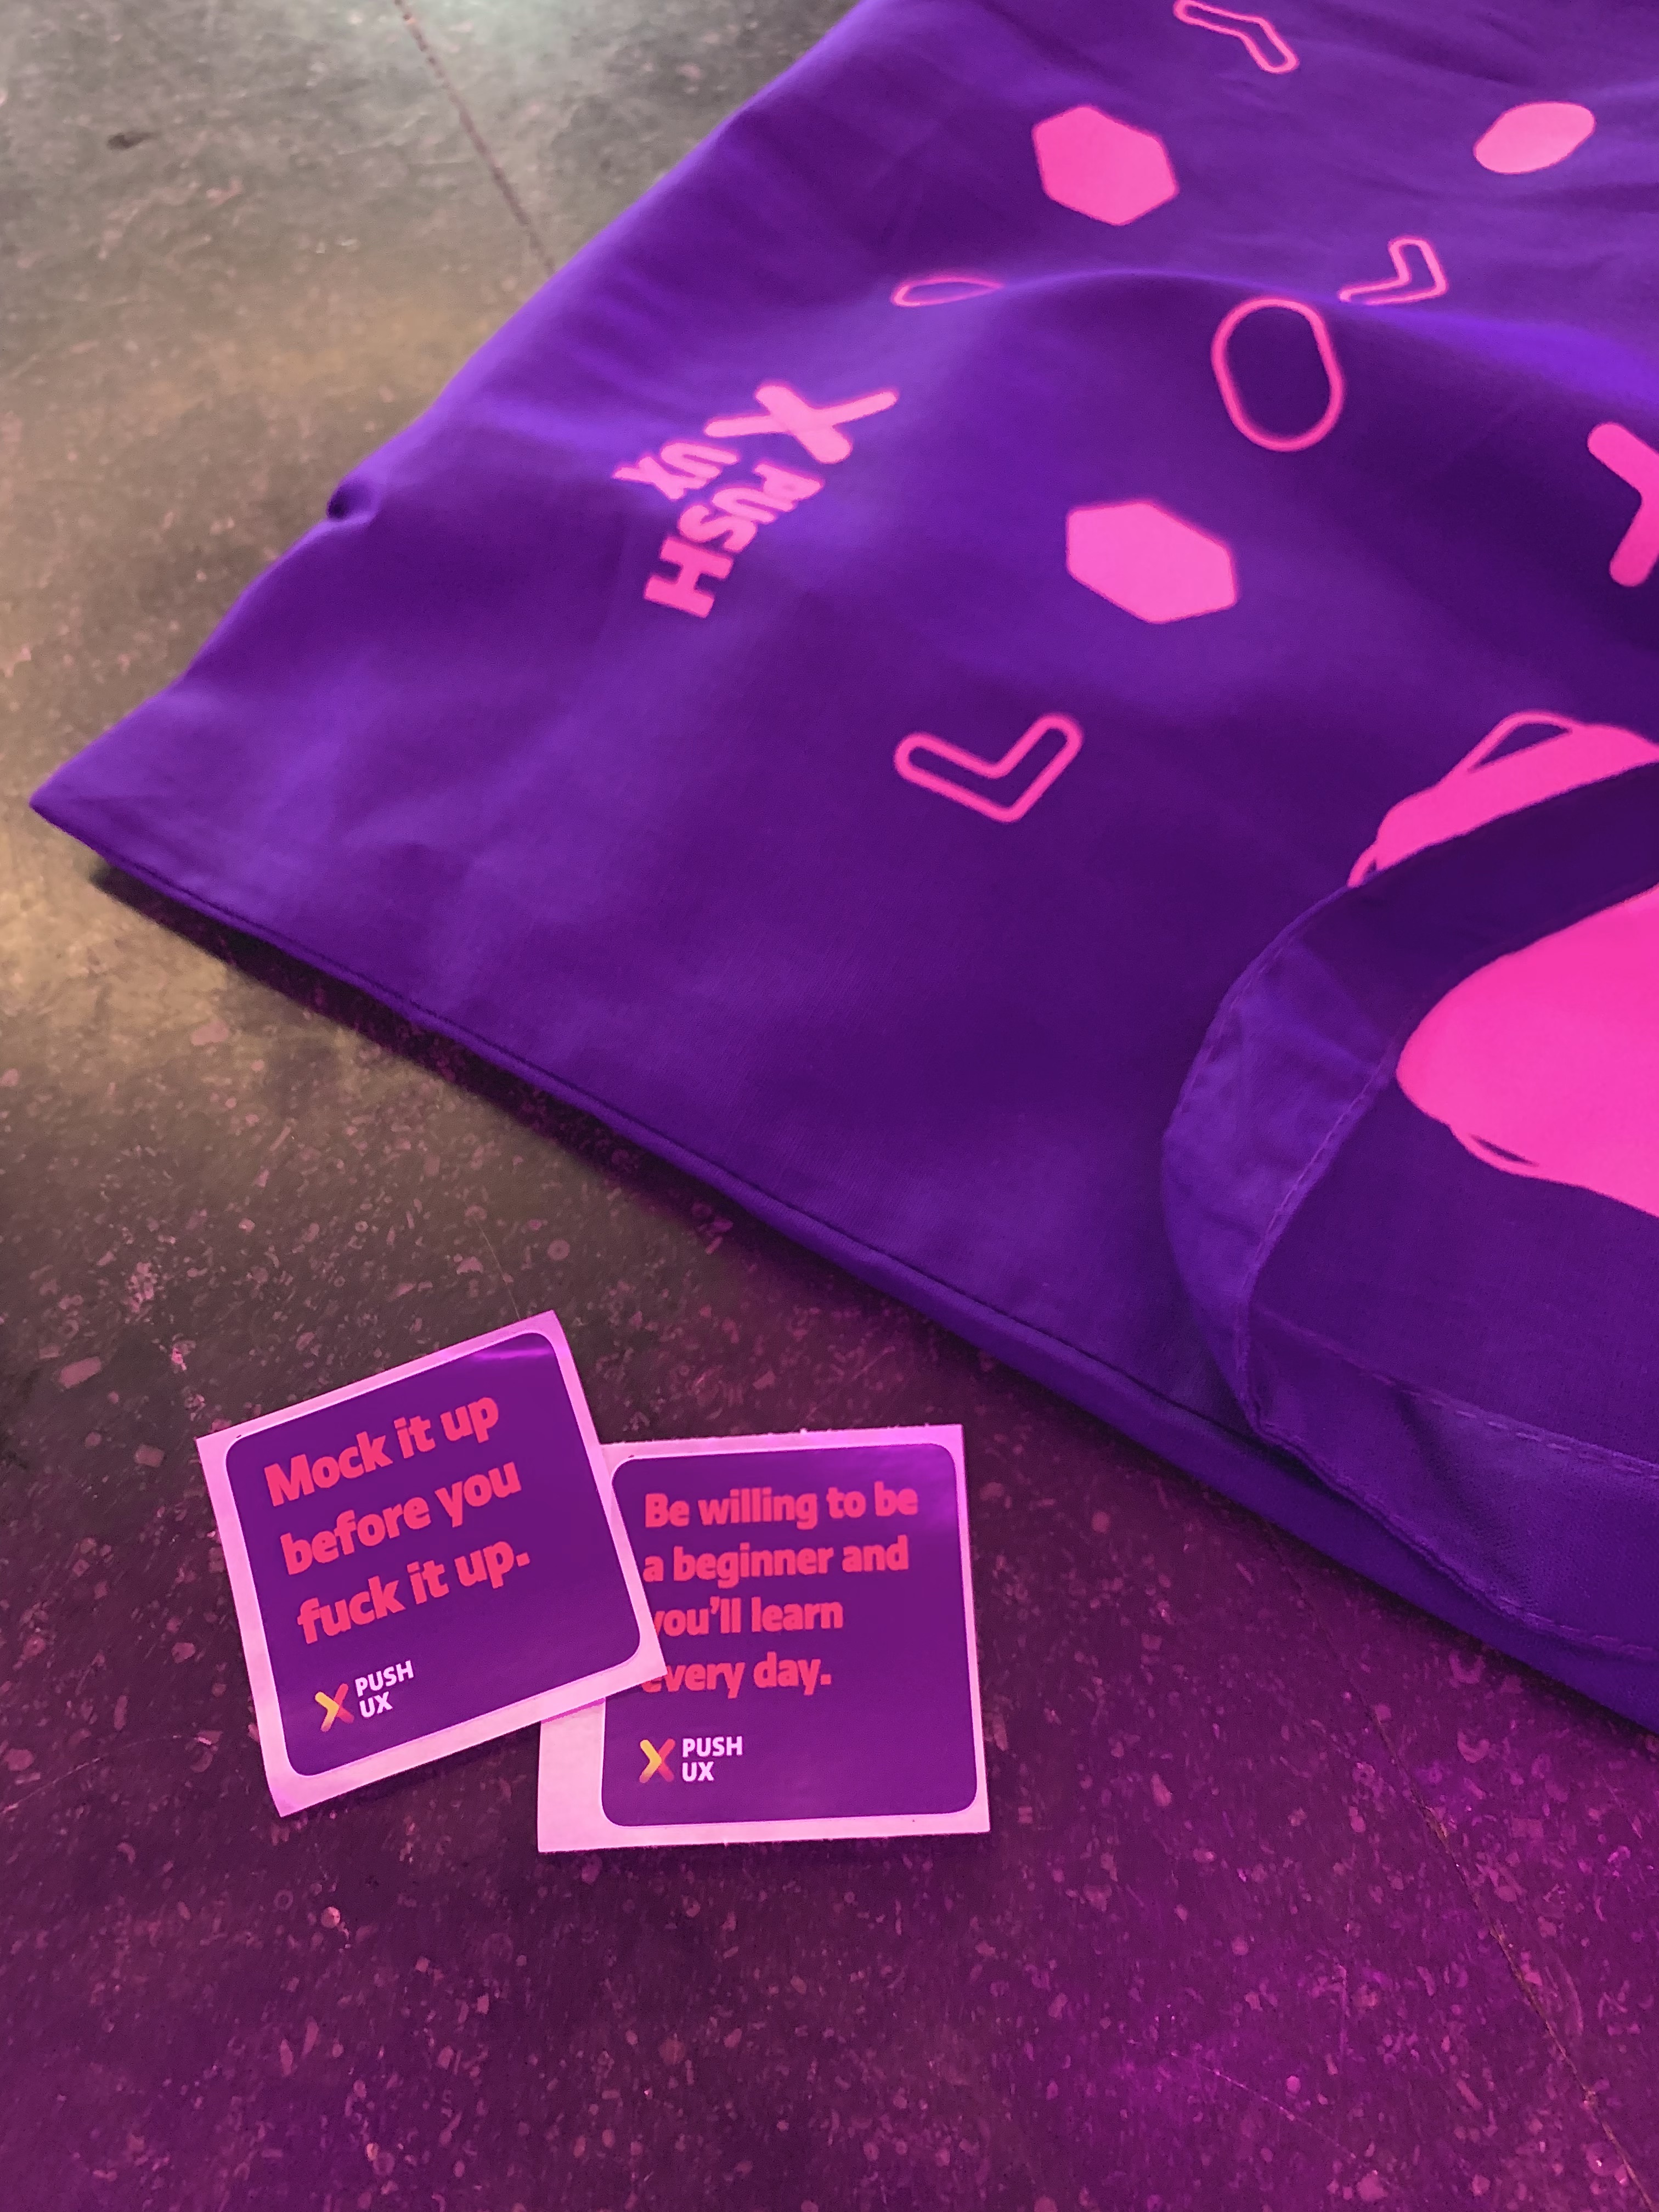 PUSH
UX
Mock it up
before you
fuck it up.
PUSH
UX
Be willing to be
a beginner and
you'll learn
every day.
PUSH
UX